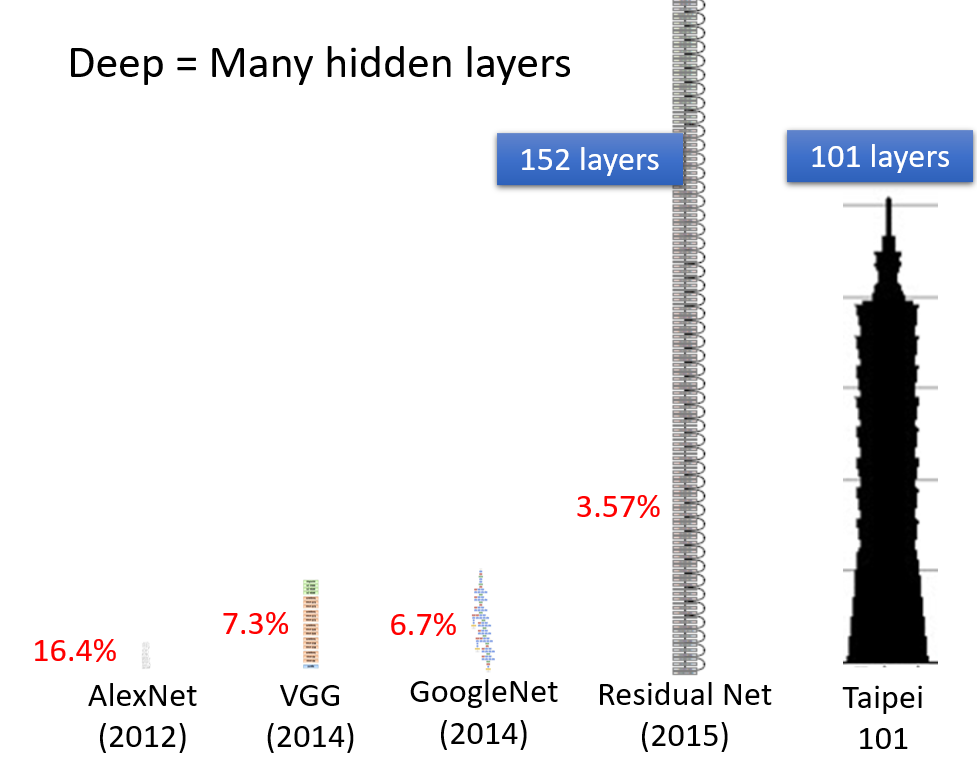 Deep = Many hidden layers
152 layers
101 layers
3.57%
7.3%
6.7%
16.4%
AlexNet
(2012)
VGG
(2014)
GoogleNet
(2014)
Residual Net
(2015)
Taipei
101